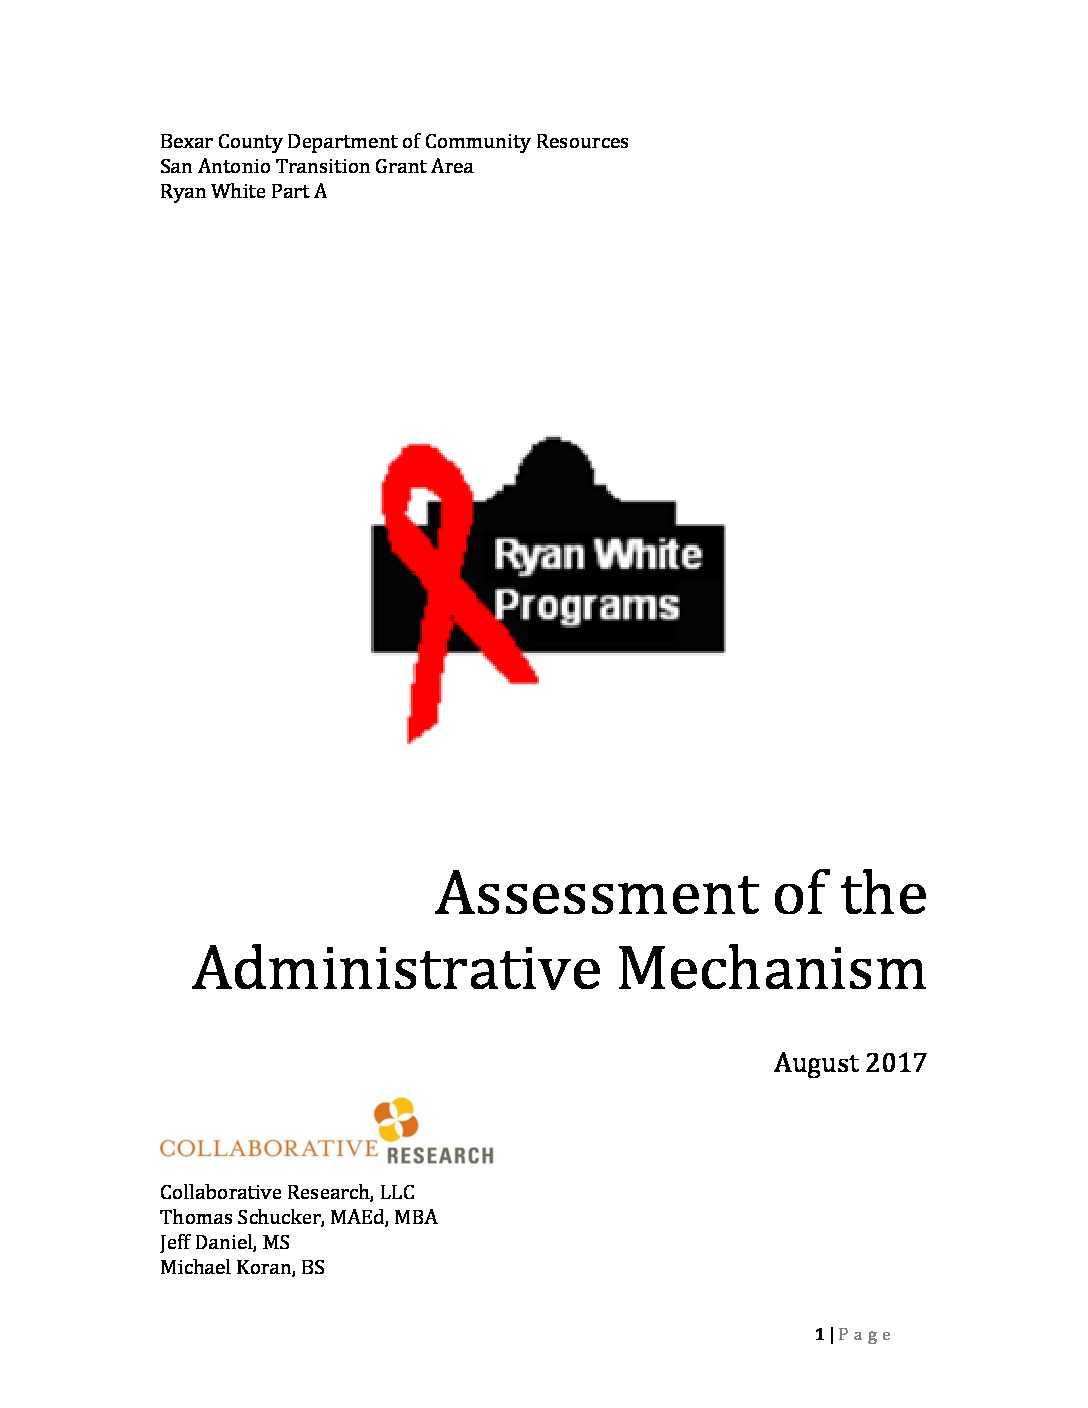 Bexar County Department of Community Resources
San Antonio Transition Grant Area
Ryan White Part A
Ryan White
Programs
Assessment of the
Administrative Mechanism
August 2017
COLLABORATIVE RESEARCH
Collaborative Research, LLC
Thomas Schucker, MAEd, MBA
Jeff Daniel, MS
Michael Koran, BS
1 | P a g e